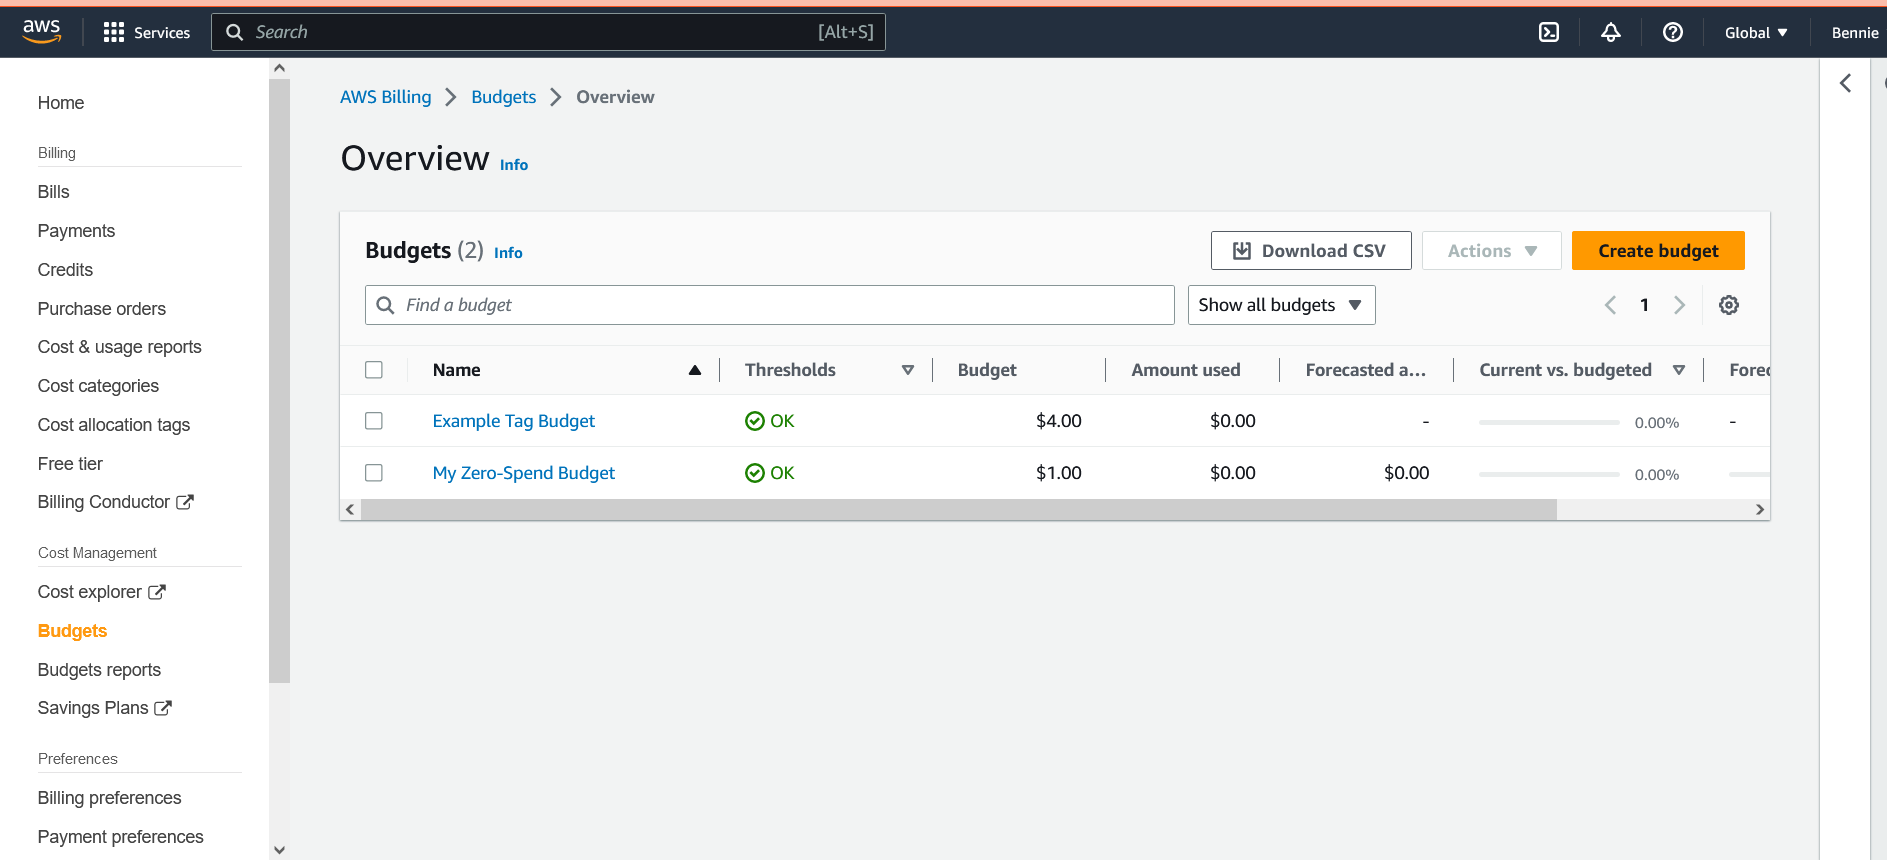 aws Services Search [Alt+S] Global Bennie
Home
Billing
Bills
Payments
Credits
Purchase orders
Cost & usage reports
Cost categories
Cost allocation tags
Free tier
Billing Conductor
Cost Management
Cost explorer
Budgets
Budgets reports
Savings Plans
Preferences
Billing preferences
Payment preferences
AWS Billing Budgets Overview
Overview Info
Budgets (2) Info Download CSV Actions Create budget
Find a budget Show all budgets 1
Name Thresholds Budget Amount used Forecasted a... Current vs. budgeted
Example Tag Budget OK $4.00 $0.00 - 0.00% -
My Zero-Spend Budget OK $1.00 $0.00 $0.00 0.00%